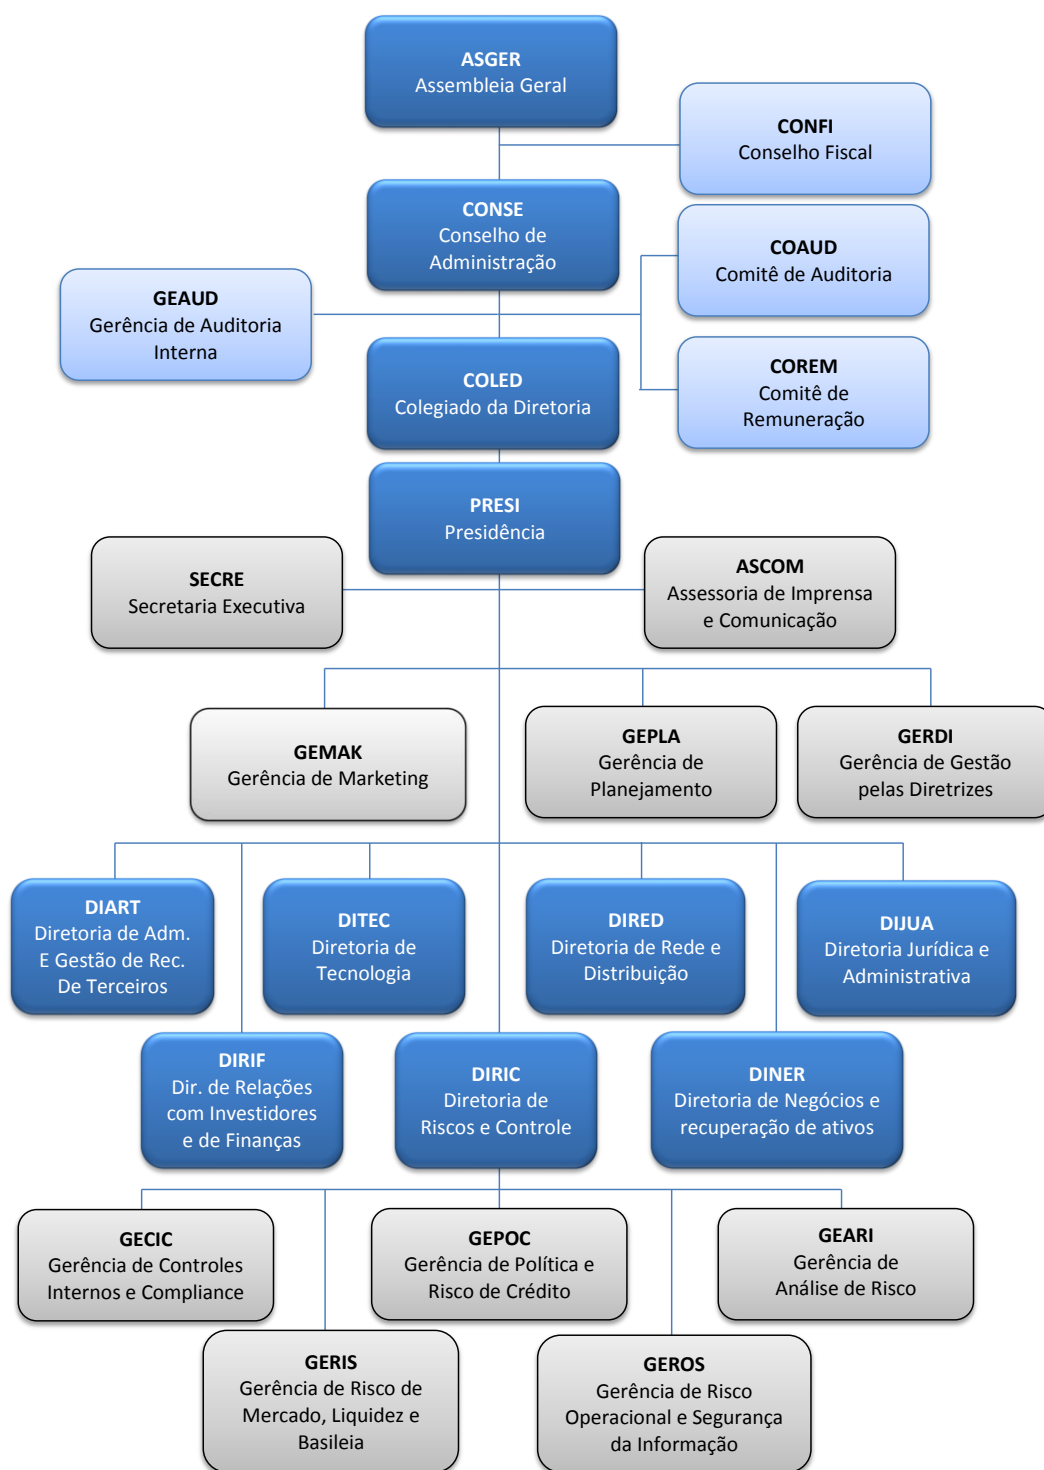 ASGER
Assembleia Geral
CONFI
Conselho Fiscal
CONSE
Conselho de
Administração
COAUD
Comitê de Auditoria
GEAUD
Gerência de Auditoria
Interna
COLED
Colegiado da Diretoria
COREM
Comitê de
Remuneração
PRESI
Presidência
SECRE
Secretaria Executiva
ASCOM
Assessoria de Imprensa
e Comunicação
GEMAK
Gerência de Marketing
GEPLA
Gerência de
Planejamento
GERDI
Gerência de Gestão
pelas Diretrizes
DIART
Diretoria de Adm.
E Gestão de Rec.
De Terceiros
DITEC
Diretoria de
Tecnologia
DIRED
Diretoria de Rede e
Distribuição
DIJUA
Diretoria Jurídica e
Administrativa
DIRIF
Dir. de Relações
com Investidores
e de Finanças
DIRIC
Diretoria de
Riscos e Controle
DINER
Diretoria de Negócios e
recuperação de ativos
GECIC
Gerência de Controles
Internos e Compliance
GEPOC
Gerência de Política e
Risco de Crédito
GEARI
Gerência de
Análise de Risco
GERIS
Gerência de Risco de
Mercado, Liquidez e
Basileia
GEROS
Gerência de Risco
Operacional e Segurança
da Informação